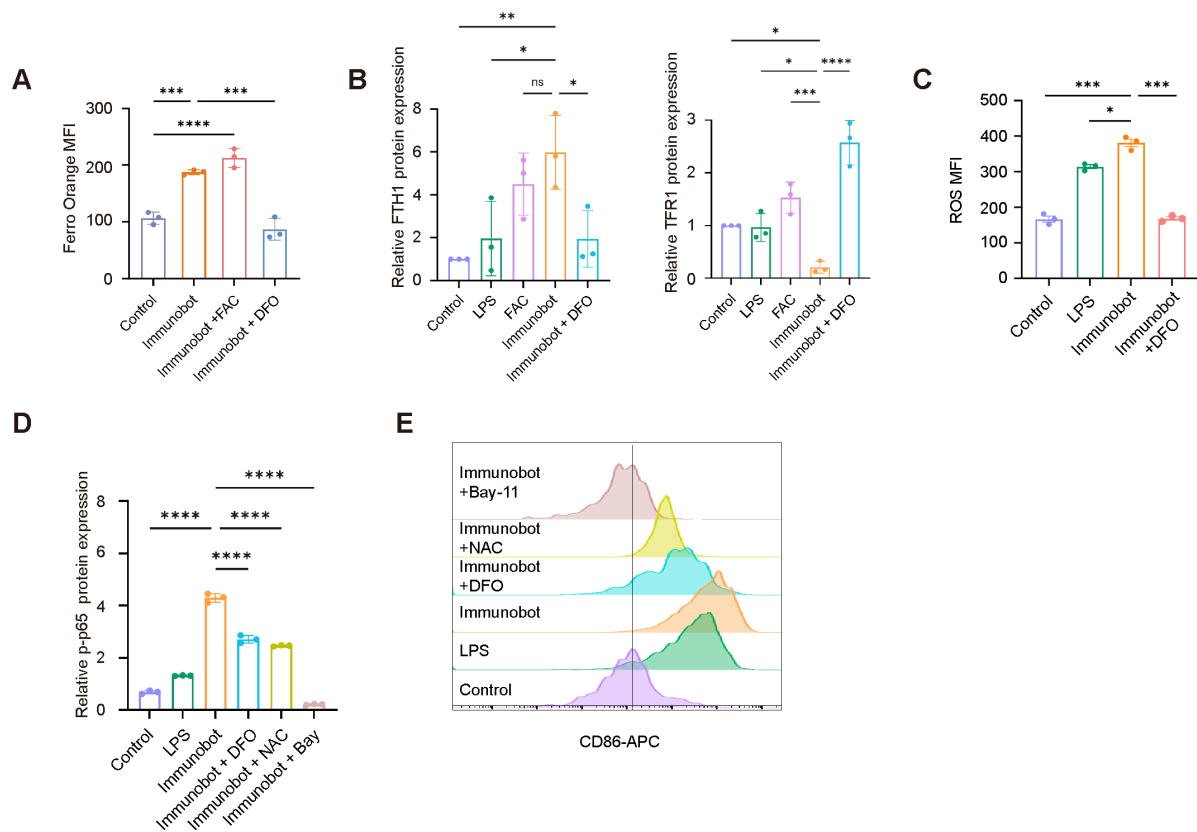 A
*** ***
****
Ferro Orange MFI
300
200
100
0
Control
Immunobot
Immunobot +FAC
Immunobot + DFO
B
**
*
ns *
Relative FTH1 protein expression
8
6
4
2
0
Control
LPS
FAC
Immunobot
Immunobot + DFO
*
* ****
***
Relative TFR1 protein expression
3
2
1
0
Control
LPS
FAC
Immunobot
Immunobot + DFO
C
*** ***
*
ROS MFI
500
400
300
200
100
0
Control
LPS
Immunobot
Immunobot
+DFO
D
****
**** ****
****
Relative p-p65 protein expression
8
6
4
2
0
Control
LPS
Immunobot
Immunobot + DFO
Immunobot + NAC
Immunobot + Bay
E
Immunobot
+Bay-11
Immunobot
+NAC
Immunobot
+DFO
Immunobot
LPS
Control
CD86-APC